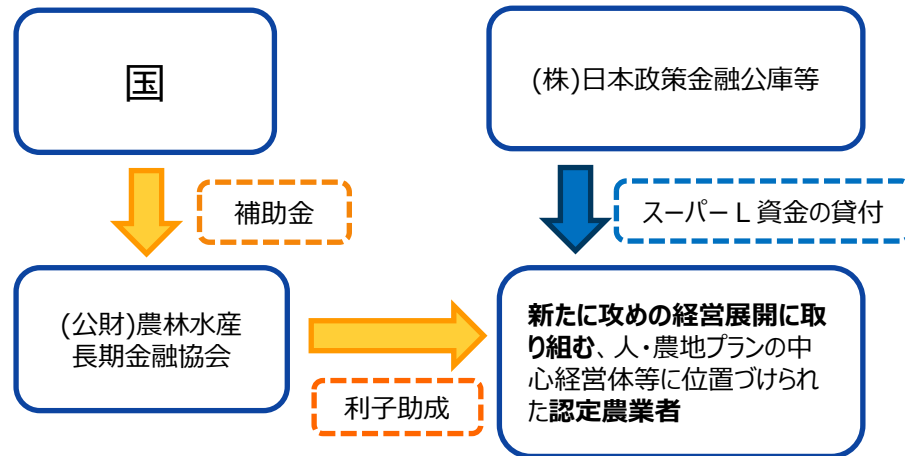 国
(株)日本政策金融公庫等
補助金
スーパーL資金の貸付
(公財)農林水産
長期金融協会
利子助成
新たに攻めの経営展開に取
り組む、人・農地プランの中
心経営体等に位置づけられ
た認定農業者